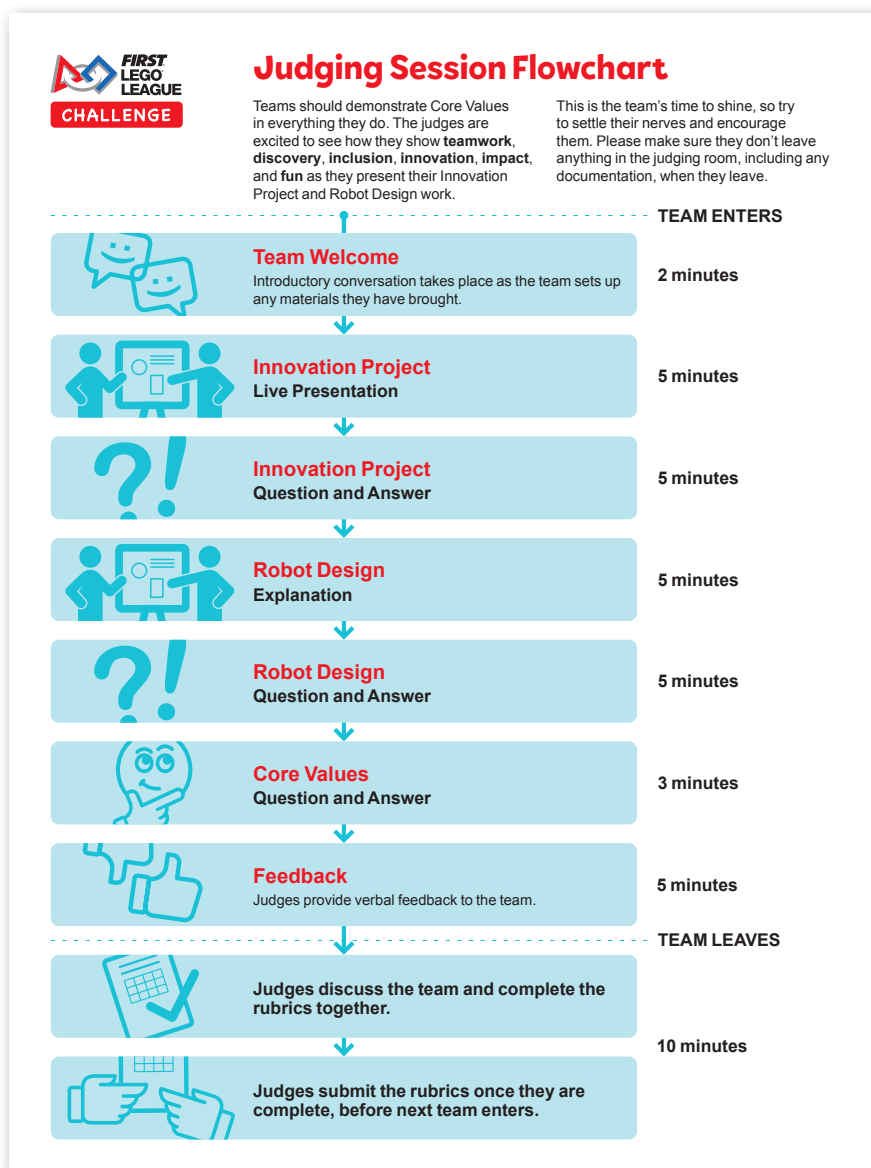 FIRST
LEGO
LEAGUE
CHALLENGE
Judging Session Flowchart
Teams should demonstrate Core Values
in everything they do. The judges are
excited to see how they show teamwork,
discovery, inclusion, innovation, impact,
and fun as they present their Innovation
Project and Robot Design work.
This is the team's time to shine, so try
to settle their nerves and encourage
them. Please make sure they don't leave
anything in the judging room, including any
documentation, when they leave.
TEAM ENTERS
Team Welcome
Introductory conversation takes place as the team sets up
any materials they have brought.
2 minutes
Innovation Project
Live Presentation
5 minutes
?!
Innovation Project
Question and Answer
5 minutes
Robot Design
Explanation
5 minutes
?!
Robot Design
Question and Answer
5 minutes
Core Values
Question and Answer
3 minutes
Feedback
Judges provide verbal feedback to the team.
5 minutes
TEAM LEAVES
Judges discuss the team and complete the
rubrics together.
10 minutes
Judges submit the rubrics once they are
complete, before next team enters.